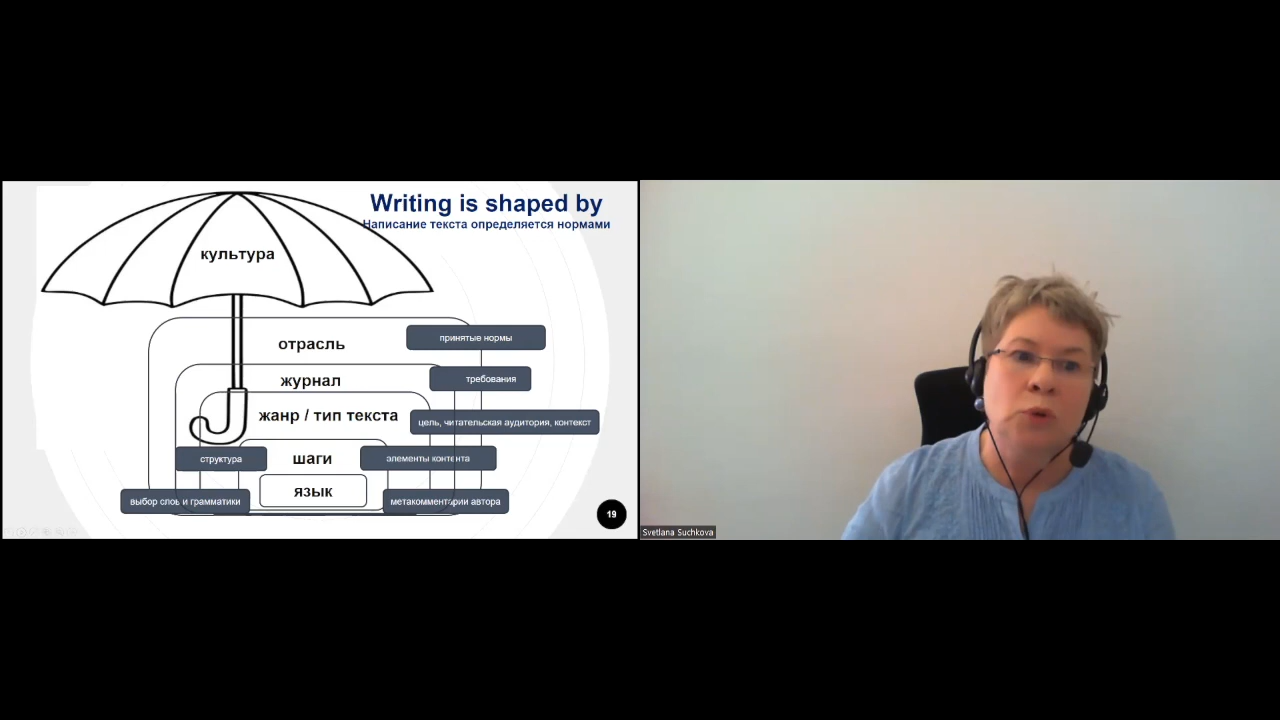 Writing is shaped by
Написание текста определяется нормами
культура
отрасль
принятые нормы
журнал
требования
жанр / тип текста
цель, читательская аудитория, контекст
структура
шаги
элементы контента
выбор слов и грамматики
язык
метакомментарии автора
19
Svetlana Suchkova